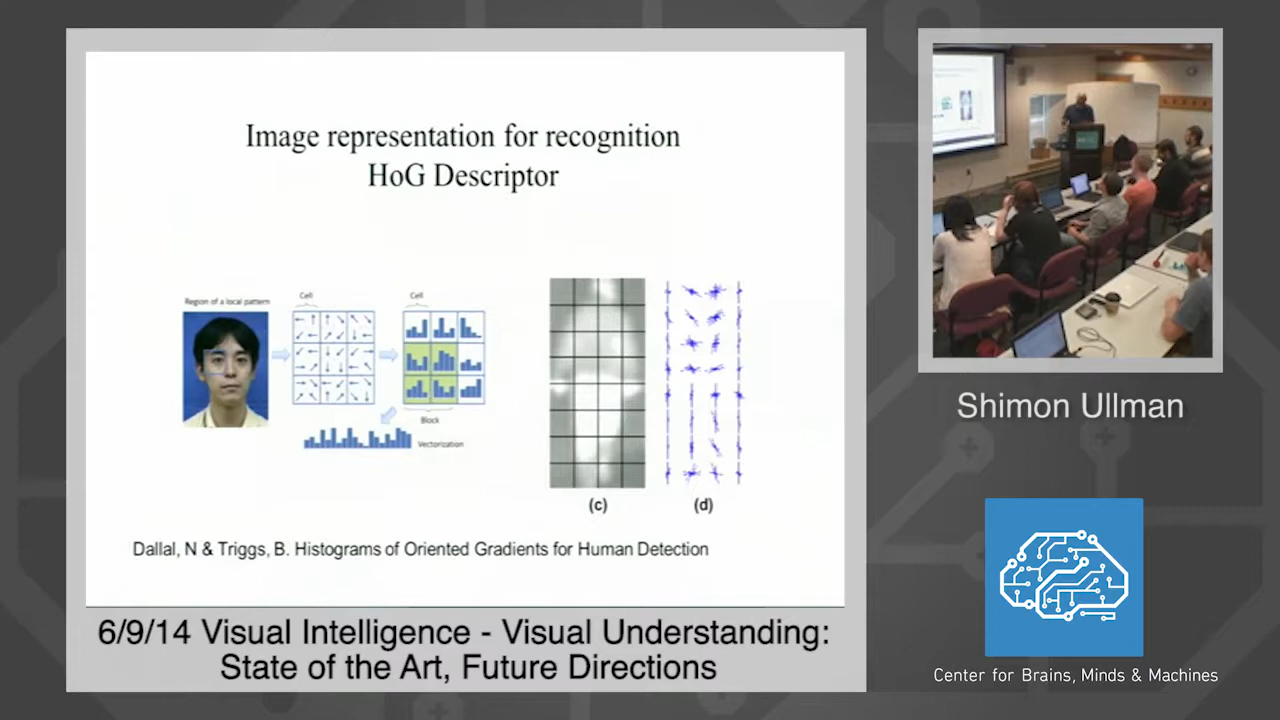 Image representation for recognition
HoG Descriptor
Region of a local pattern
Cell
Cell
Block
Vectorization
(c)
(d)
Dallal, N & Triggs, B. Histograms of Oriented Gradients for Human Detection
6/9/14 Visual Intelligence - Visual Understanding:
State of the Art, Future Directions
Shimon Ullman
Center for Brains, Minds & Machines